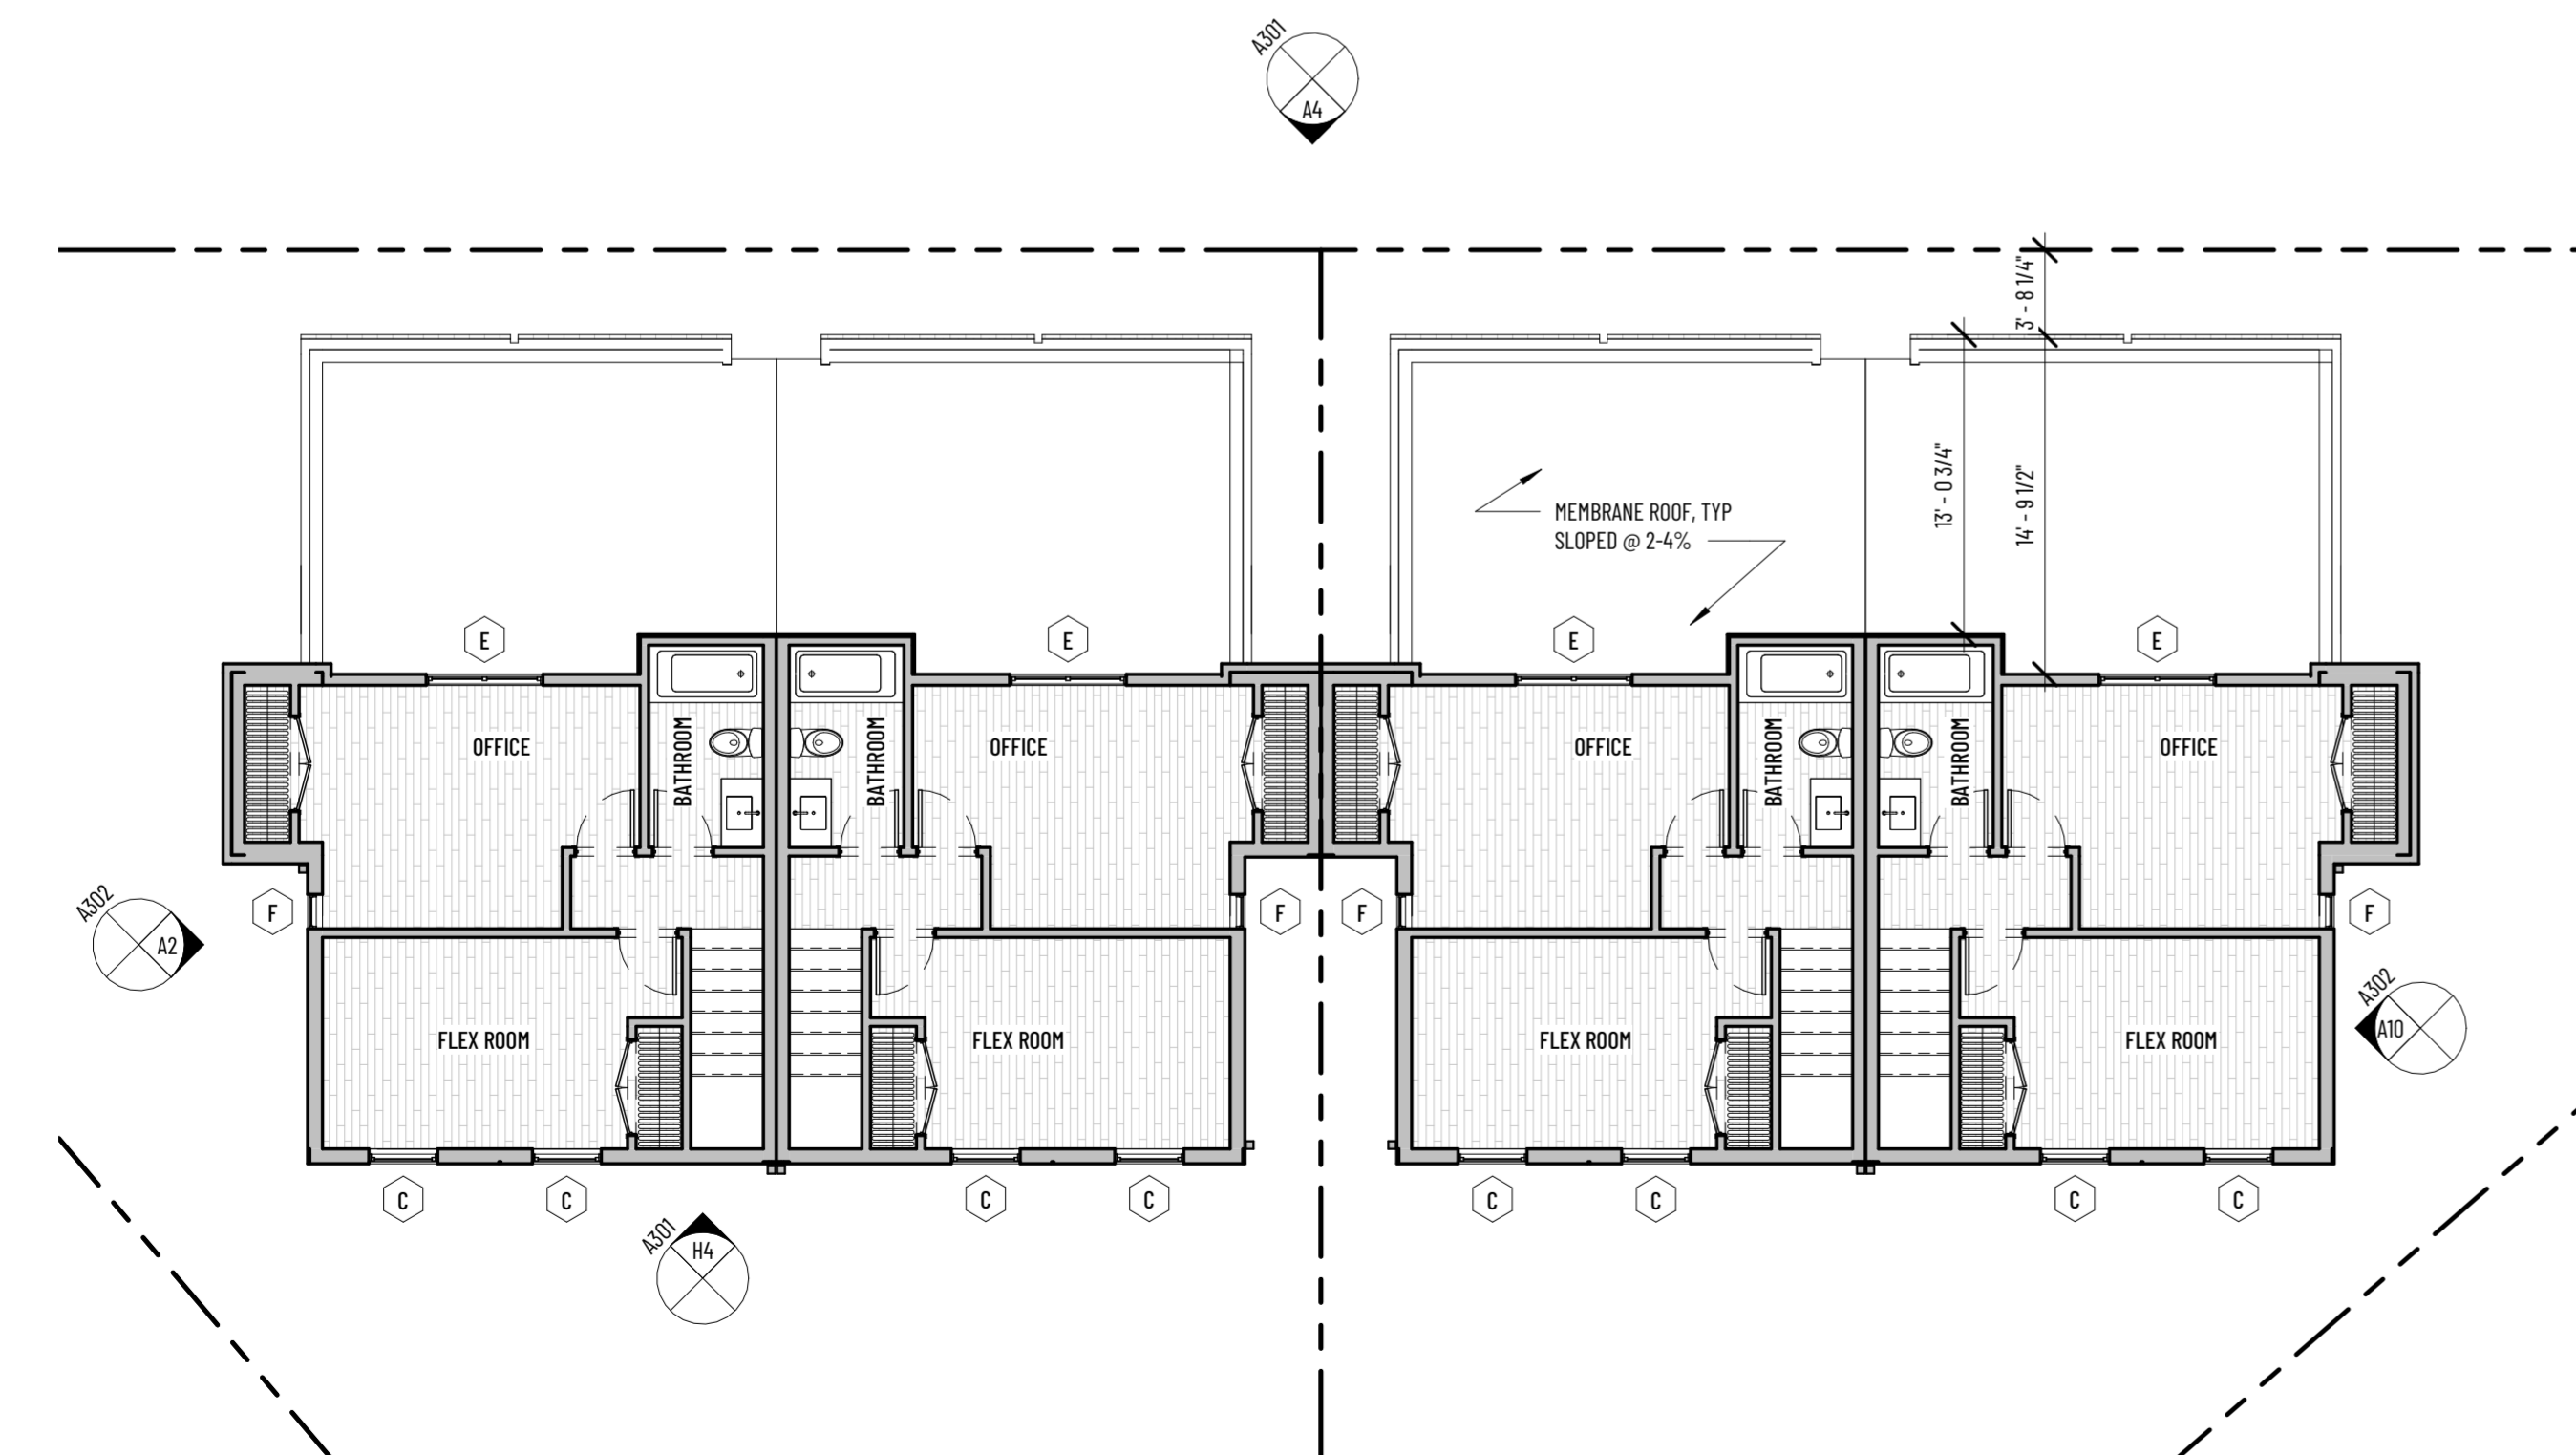 A301
A4
3' - 8 1/4"
13' - 0 3/4"
14' - 9 1/2"
MEMBRANE ROOF, TYP
SLOPED @ 2-4%
E
E
E
E
OFFICE
BATHROOM
BATHROOM
OFFICE
OFFICE
BATHROOM
BATHROOM
OFFICE
A302
A2
F
F
F
F
A302
A10
FLEX ROOM
FLEX ROOM
FLEX ROOM
FLEX ROOM
C
C
C
C
C
C
C
C
A301
H4